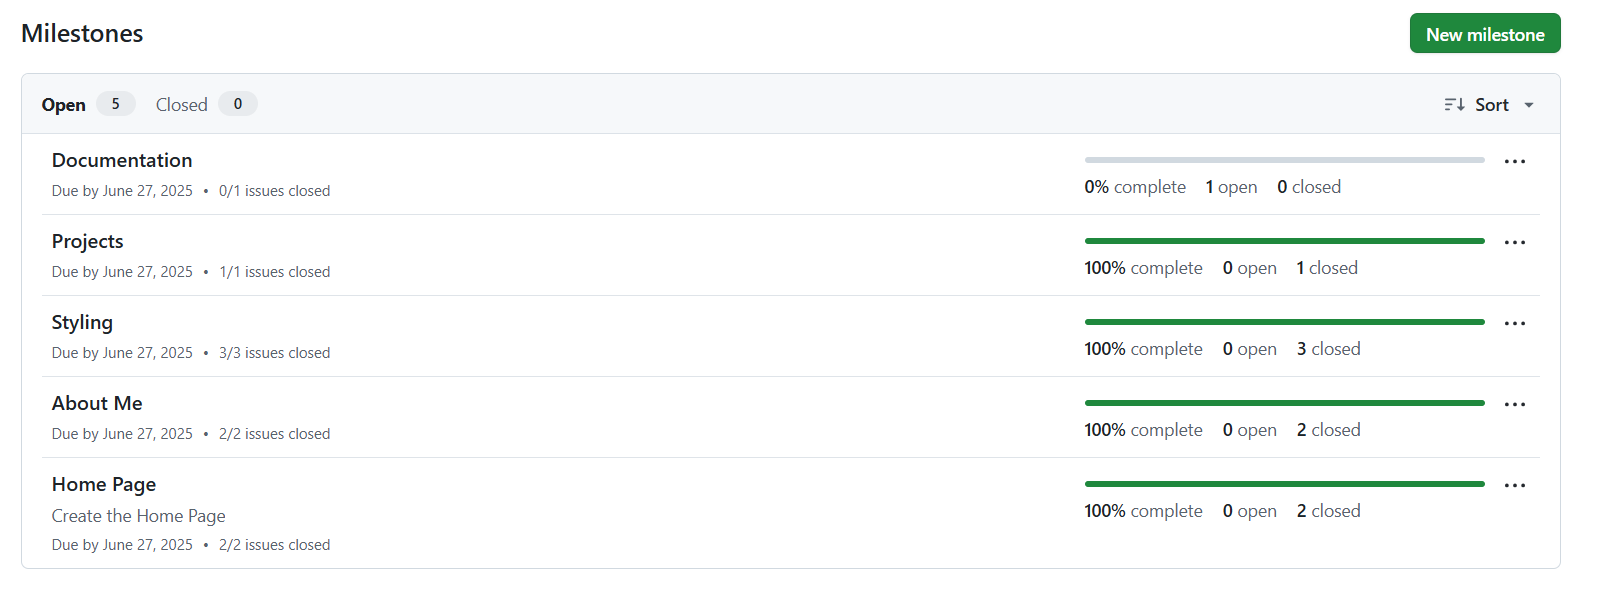 Milestones
New milestone
Open 5 Closed 0
Sort
Documentation
Due by June 27, 2025 • 0/1 issues closed
0% complete 1 open 0 closed
Projects
Due by June 27, 2025 • 1/1 issues closed
100% complete 0 open 1 closed
Styling
Due by June 27, 2025 • 3/3 issues closed
100% complete 0 open 3 closed
About Me
Due by June 27, 2025 • 2/2 issues closed
100% complete 0 open 2 closed
Home Page
Create the Home Page
Due by June 27, 2025 • 2/2 issues closed
100% complete 0 open 2 closed